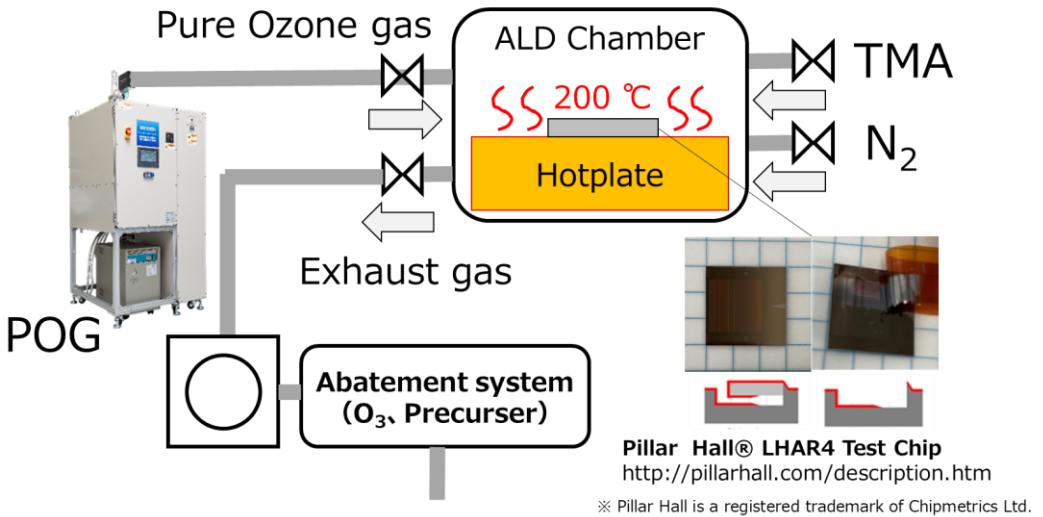 Pure Ozone gas
ALD Chamber
TMA
200 ℃
N₂
Hotplate
Exhaust gas
POG
Abatement system
（O₃、Precurser）
Pillar Hall® LHAR4 Test Chip
http://pillarhall.com/description.htm
※ Pillar Hall is a registered trademark of Chipmetrics Ltd.